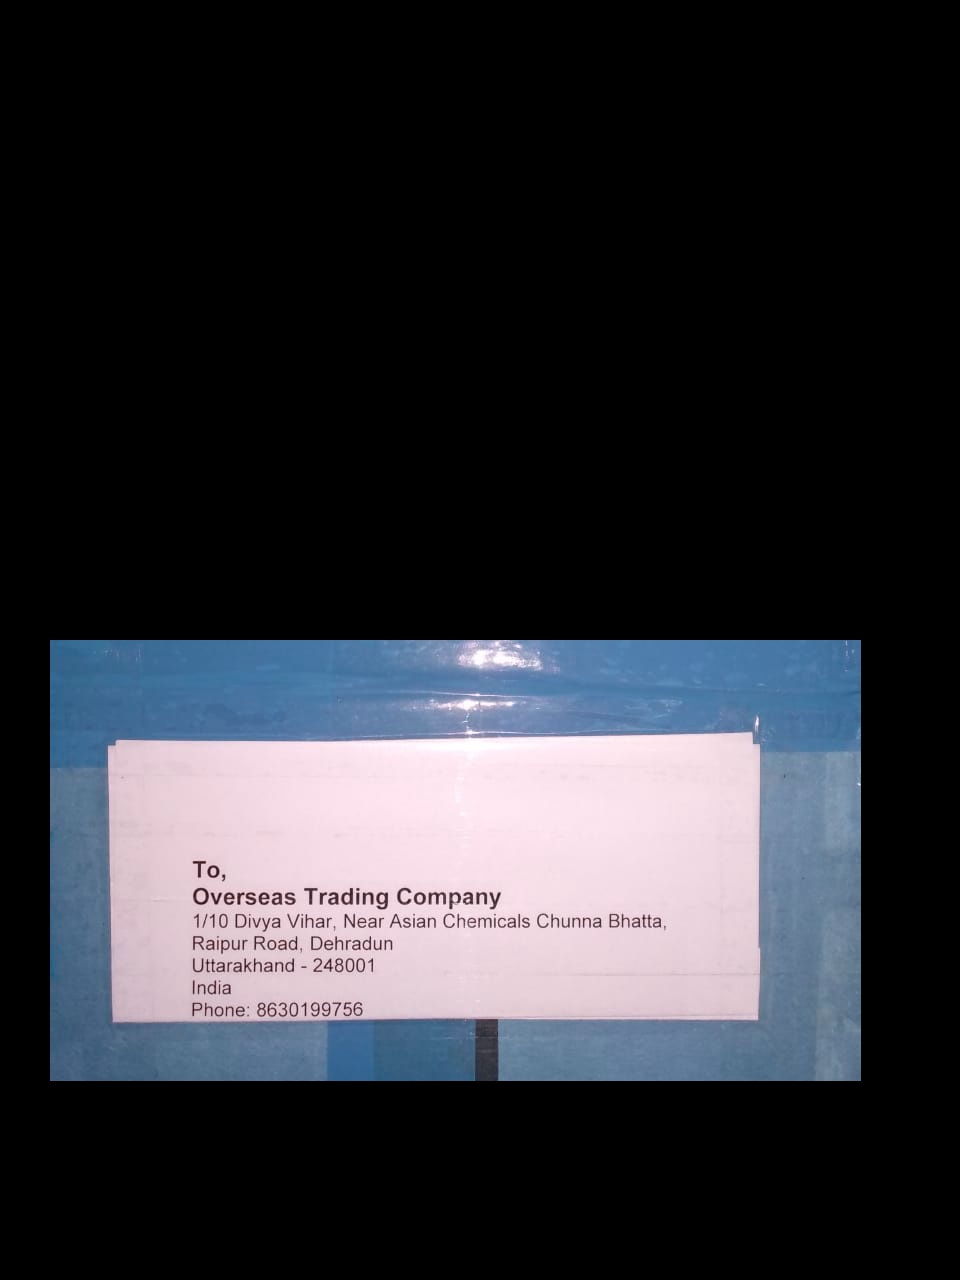 To,
Overseas Trading Company
1/10 Divya Vihar, Near Asian Chemicals Chunna Bhatta,
Raipur Road, Dehradun
Uttarakhand - 248001
India
Phone: 8630199756